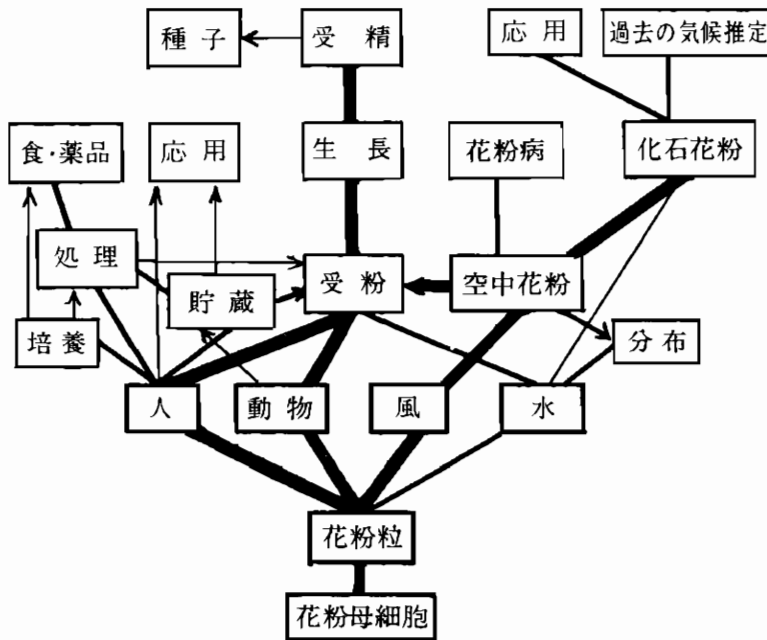 種子
受精
応用
過去の気候推定
食・薬品
応用
生長
花粉病
化石花粉
処理
貯蔵
受粉
空中花粉
培養
分布
人
動物
風
水
花粉粒
花粉母細胞